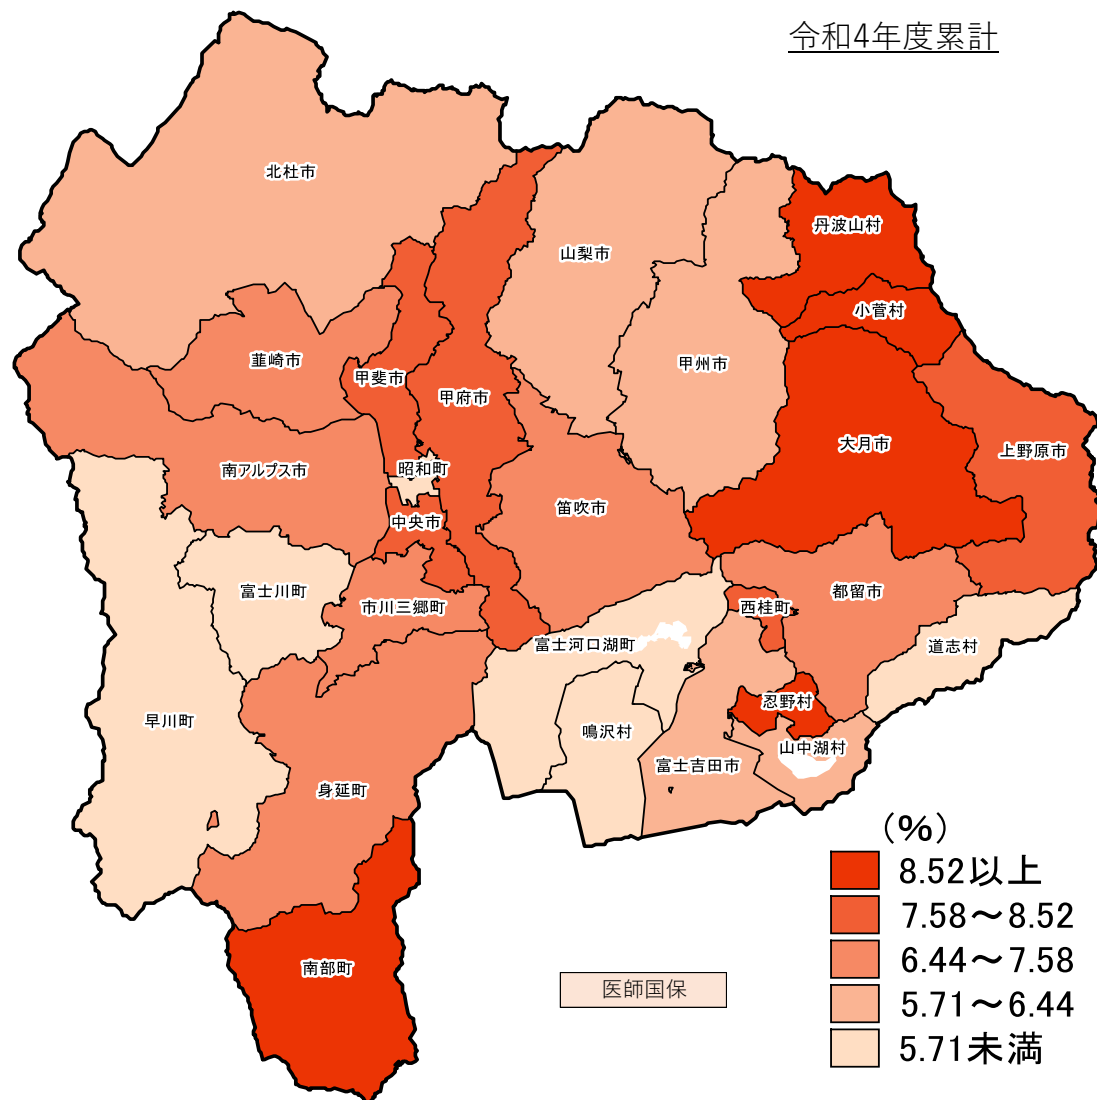 令和4年度累計
北杜市
丹波山村
山梨市
小菅村
韮崎市
甲州市
甲斐市
甲府市
大月市
上野原市
南アルプス市
昭和町
笛吹市
中央市
富士川町
市川三郷町
西桂町
都留市
富士河口湖町
道志村
早川町
忍野村
鳴沢村
山中湖村
富士吉田市
身延町
南部町
医師国保
(%)
8.52以上
7.58～8.52
6.44～7.58
5.71～6.44
5.71未満